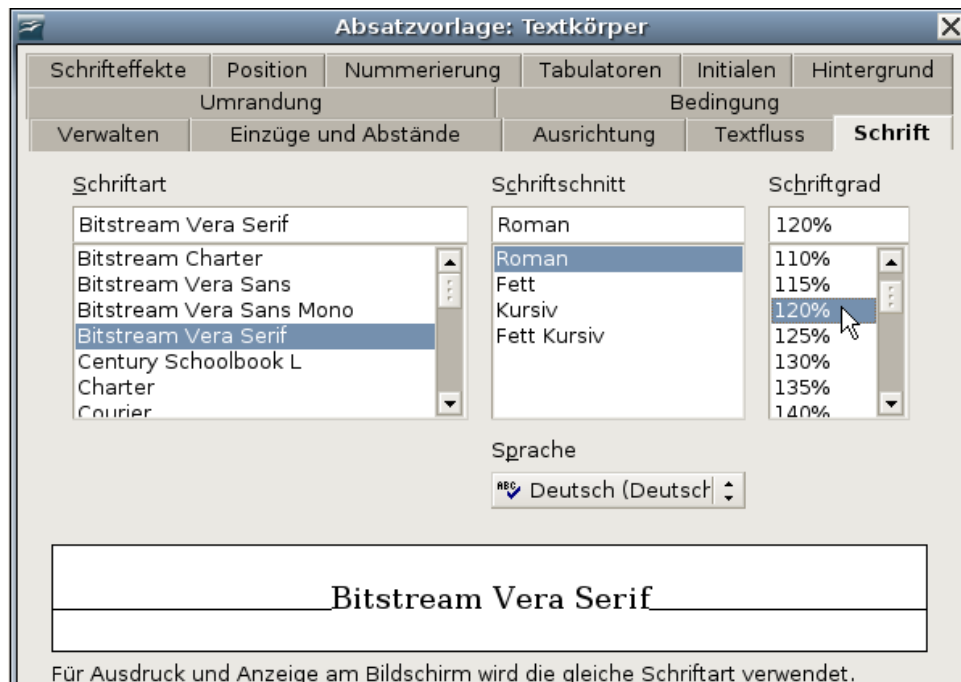 Absatzvorlage: Textkörper
Schrifteffekte Position Nummerierung Tabulatoren Initialen Hintergrund
Umrandung Bedingung
Verwalten Einzüge und Abstände Ausrichtung Textfluss Schrift
Schriftart Schriftschnitt Schriftgrad
Bitstream Vera Serif Roman 120%
Bitstream Charter Roman 110%
Bitstream Vera Sans Fett 115%
Bitstream Vera Sans Mono Kursiv 120%
Bitstream Vera Serif Fett Kursiv 125%
Century Schoolbook L 130%
Charter 135%
Courier 140%
Sprache
ABC Deutsch (Deutsch
Bitstream Vera Serif
Für Ausdruck und Anzeige am Bildschirm wird die gleiche Schriftart verwendet.